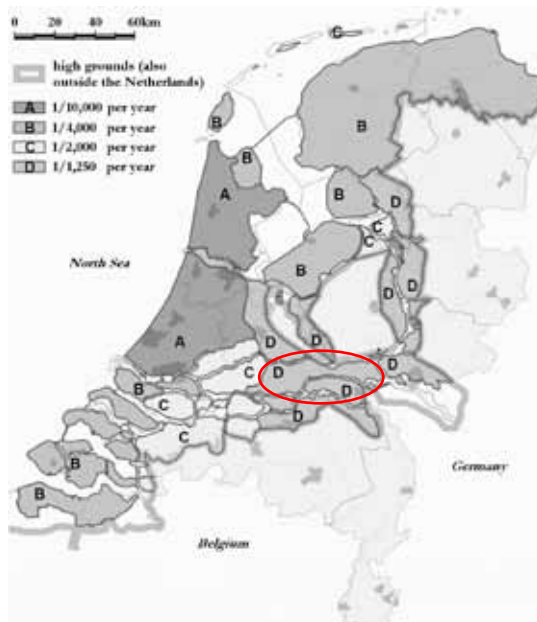 0 20 60km
high grounds (also
outside the Netherlands)
A 1/10,000 per year
B 1/4,000 per year
C 1/2,000 per year
D 1/1,250 per year
C
B
B
B
A
B
D
C
C
North Sea
B
D
D
D
D
D
A
C
D
D
B
C
D
C
B
B
Germany
Belgium